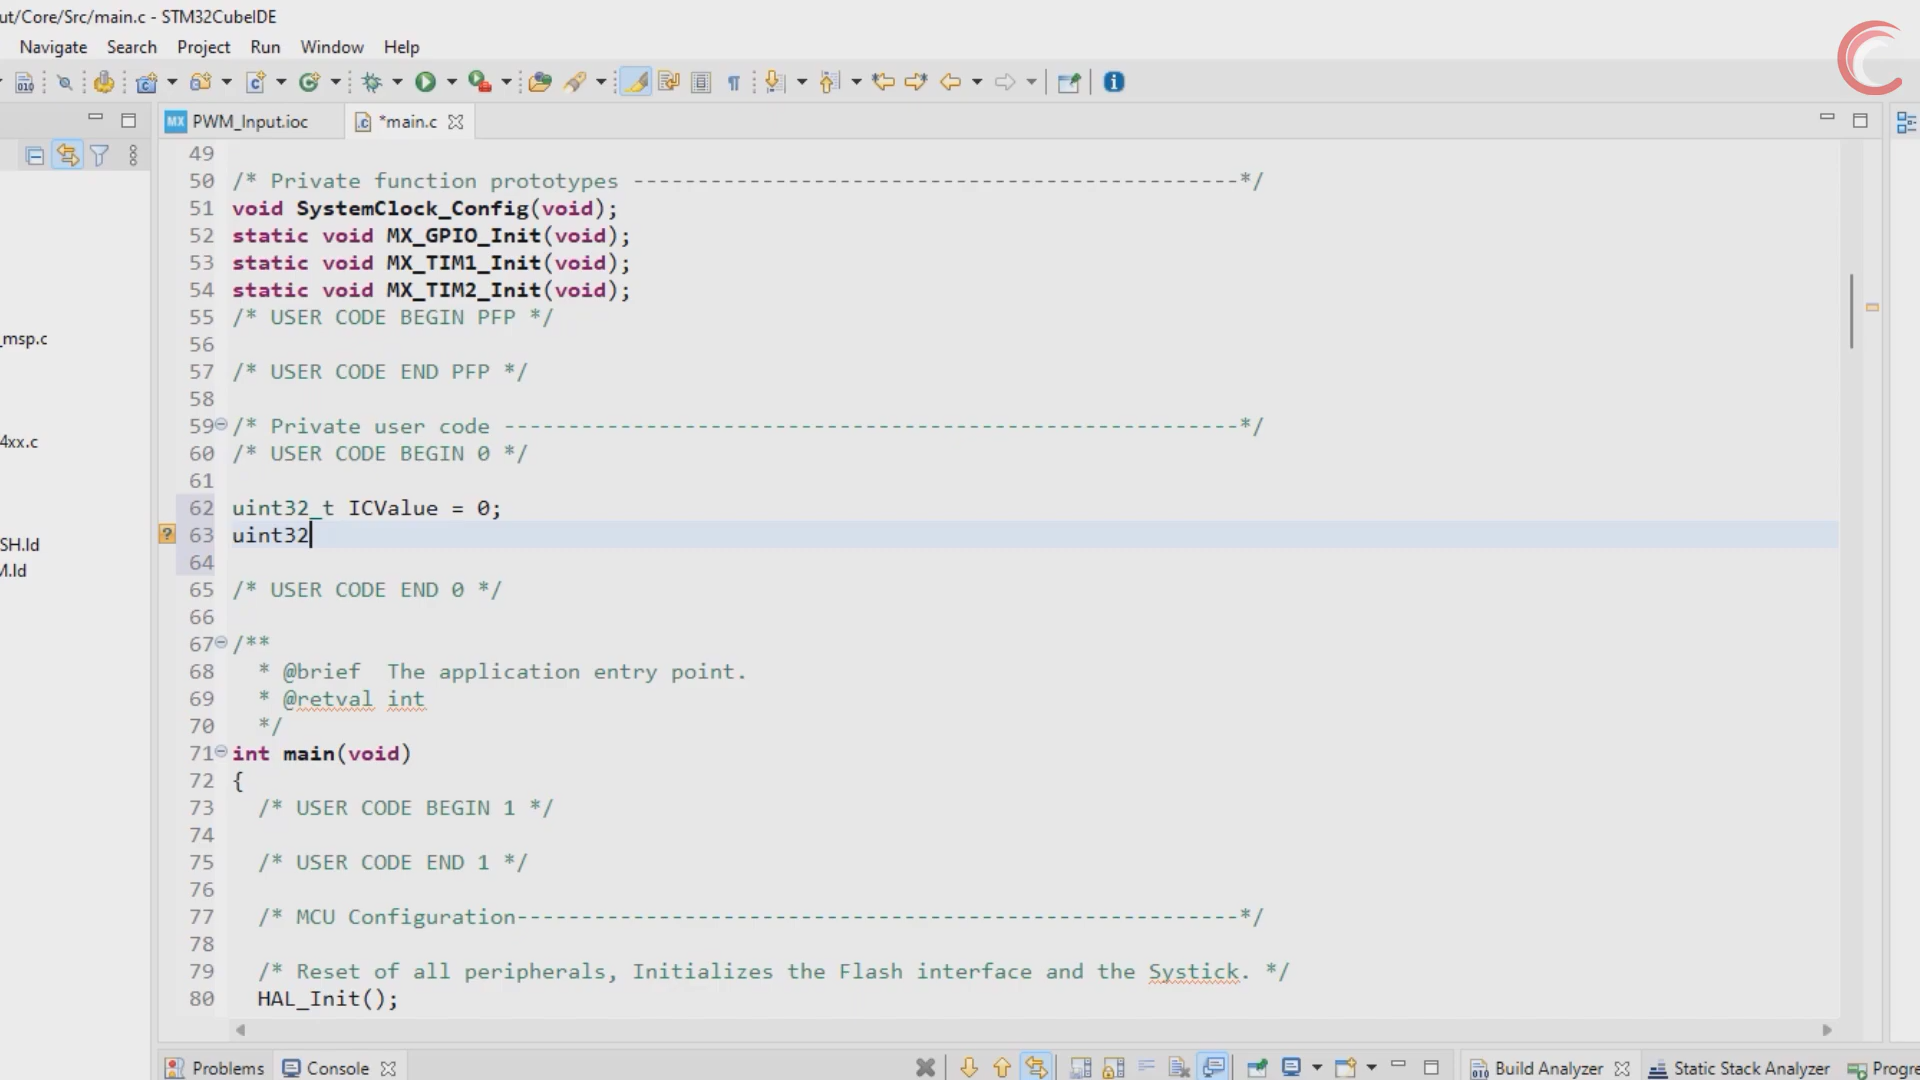 ut/Core/Src/main.c - STM32CubeIDE
Navigate Search Project Run Window Help
PWM_Input.ioc *main.c
_msp.c
4xx.c
SH.ld
M.ld
49
50 /* Private function prototypes -----------------------------------------------*/
51 void SystemClock_Config(void);
52 static void MX_GPIO_Init(void);
53 static void MX_TIM1_Init(void);
54 static void MX_TIM2_Init(void);
55 /* USER CODE BEGIN PFP */
56
57 /* USER CODE END PFP */
58
59 /* Private user code ---------------------------------------------------------*/
60 /* USER CODE BEGIN 0 */
61
62 uint32_t ICValue = 0;
63 uint32
64
65 /* USER CODE END 0 */
66
67 /**
68 * @brief  The application entry point.
69 * @retval int
70 */
71 int main(void)
72 {
73 /* USER CODE BEGIN 1 */
74
75 /* USER CODE END 1 */
76
77 /* MCU Configuration--------------------------------------------------------*/
78
79 /* Reset of all peripherals, Initializes the Flash interface and the Systick. */
80 HAL_Init();
Problems Console Build Analyzer Static Stack Analyzer Progre